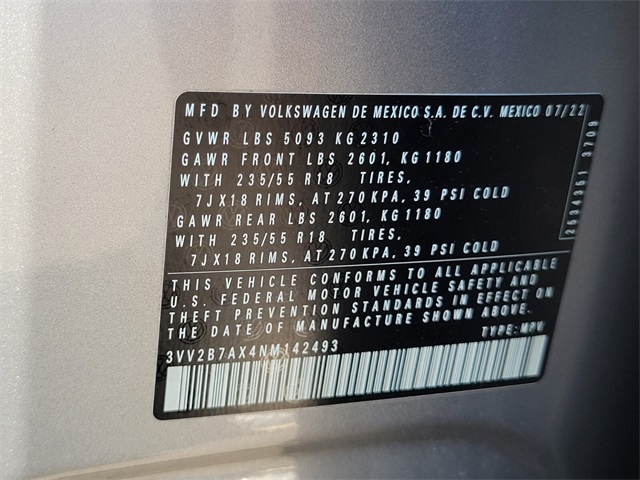 MFD BY VOLKSWAGEN DE MEXICO S.A. DE C.V. MEXICO 07/22
GVWR LBS 5093 KG 2310
GAWR FRONT LBS 2601, KG 1180
WITH 235/55 R18 TIRES,
7JX18 RIMS, AT 270 KPA, 39 PSI COLD
GAWR REAR LBS 2601, KG 1180
WITH 235/55 R18 TIRES,
7JX18 RIMS, AT 270 KPA, 39 PSI COLD
2534351 3709
THIS VEHICLE CONFORMS TO ALL APPLICABLE
U.S. FEDERAL MOTOR VEHICLE SAFETY AND
THEFT PREVENTION STANDARDS IN EFFECT ON
THE DATE OF MANUFACTURE SHOWN ABOVE.
3VV2B7AX4NM142493 TYPE: MPV